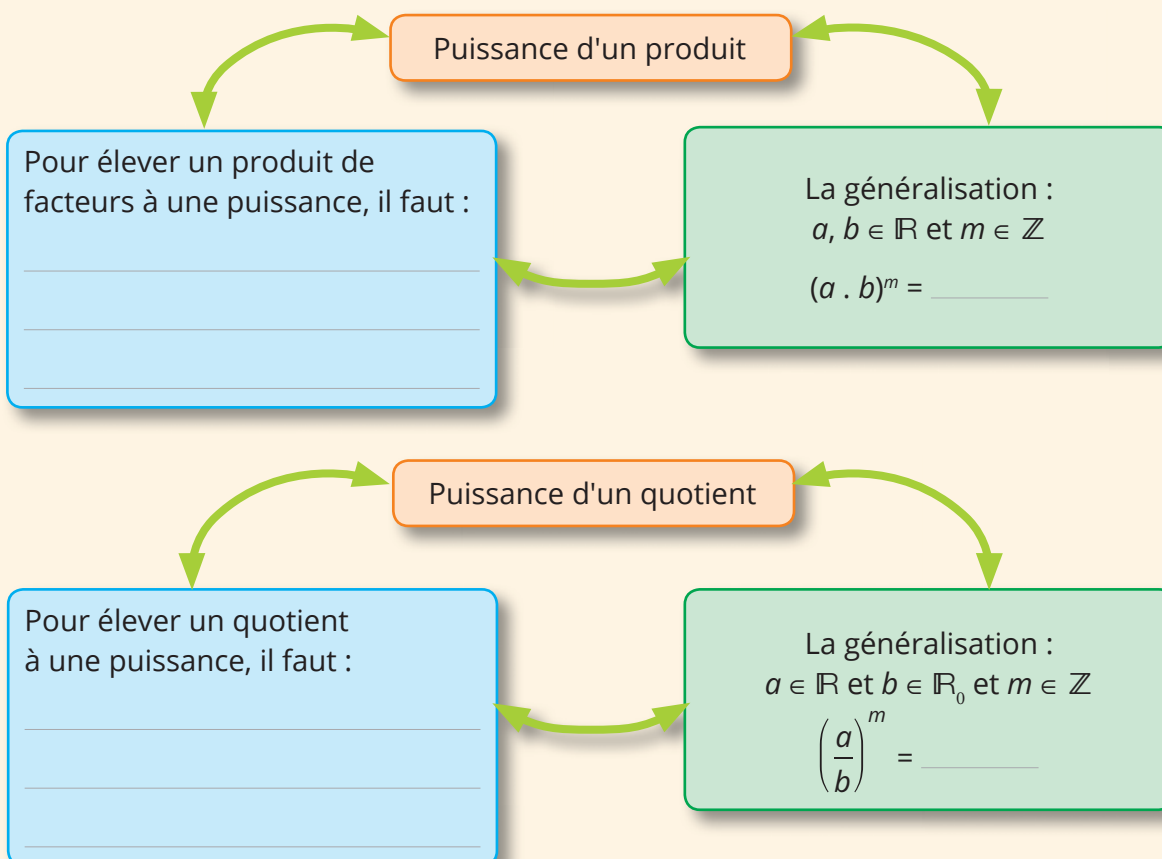 Puissance d'un produit
Pour élever un produit de
facteurs à une puissance, il faut :
La généralisation :
a, b ∈ ℝ et m ∈ ℤ
(a . b)ᵐ =
Puissance d'un quotient
Pour élever un quotient
à une puissance, il faut :
La généralisation :
a ∈ ℝ et b ∈ ℝ₀ et m ∈ ℤ
(a/b)ᵐ =